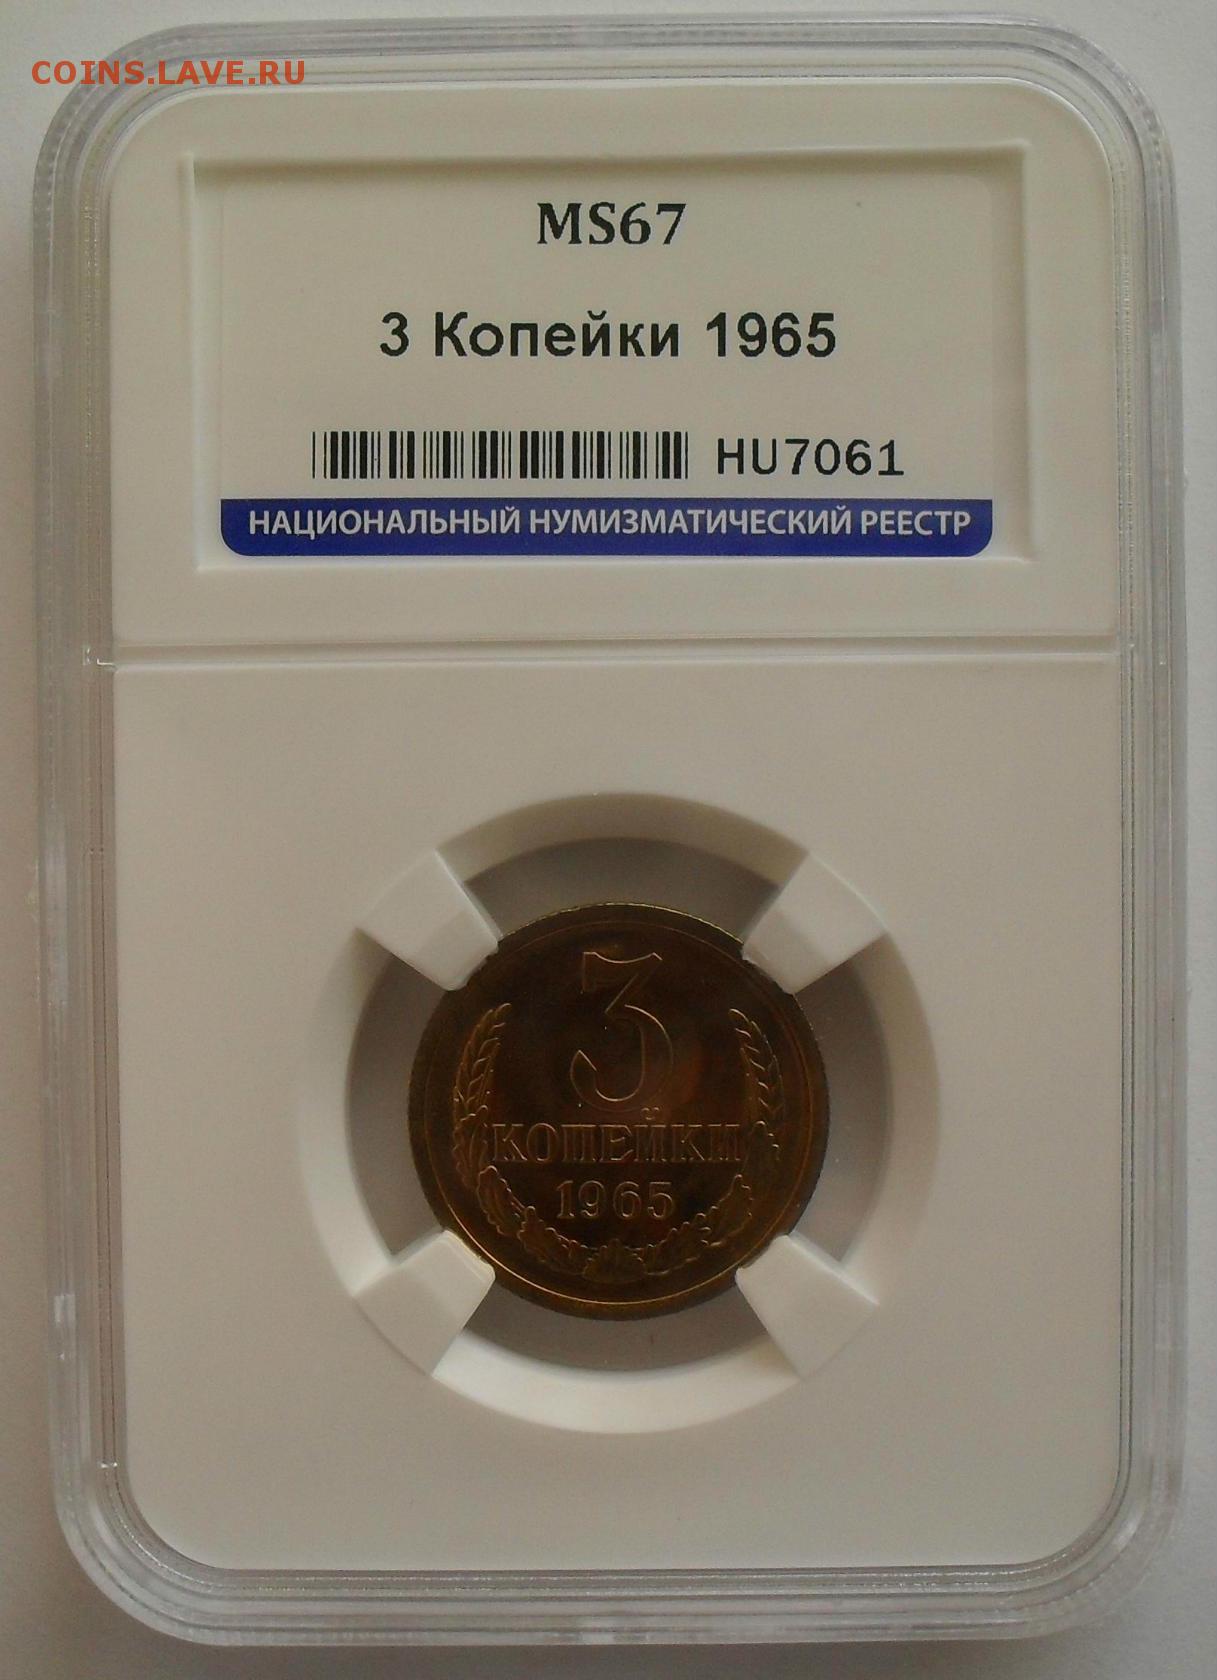 COINS.LAVE.RU
MS67
3 Копейки 1965
HU7061
НАЦИОНАЛЬНЫЙ НУМИЗМАТИЧЕСКИЙ РЕЕСТР
3
КОПЕЙКИ
1965